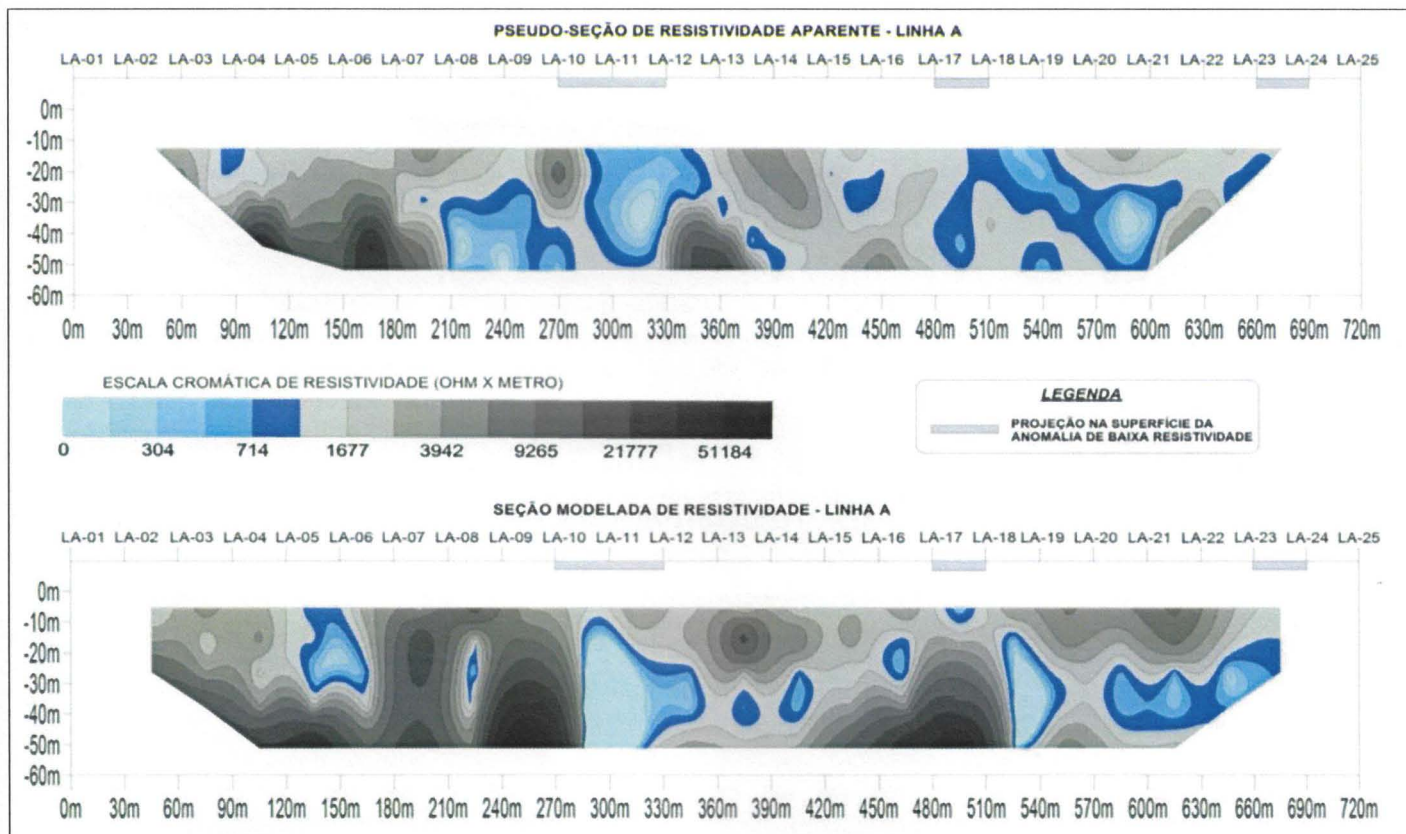 PSEUDO-SEÇÃO DE RESISTIVIDADE APARENTE - LINHA A
LA-01 LA-02 LA-03 LA-04 LA-05 LA-06 LA-07 LA-08 LA-09 LA-10 LA-11 LA-12 LA-13 LA-14 LA-15 LA-16 LA-17 LA-18 LA-19 LA-20 LA-21 LA-22 LA-23 LA-24 LA-25
0m
-10m
-20m
-30m
-40m
-50m
-60m
0m 30m 60m 90m 120m 150m 180m 210m 240m 270m 300m 330m 360m 390m 420m 450m 480m 510m 540m 570m 600m 630m 660m 690m 720m
ESCALA CROMÁTICA DE RESISTIVIDADE (OHM X METRO)
0 304 714 1677 3942 9265 21777 51184
LEGENDA
PROJEÇÃO NA SUPERFÍCIE DA
ANOMALIA DE BAIXA RESISTIVIDADE
SEÇÃO MODELADA DE RESISTIVIDADE - LINHA A
LA-01 LA-02 LA-03 LA-04 LA-05 LA-06 LA-07 LA-08 LA-09 LA-10 LA-11 LA-12 LA-13 LA-14 LA-15 LA-16 LA-17 LA-18 LA-19 LA-20 LA-21 LA-22 LA-23 LA-24 LA-25
0m
-10m
-20m
-30m
-40m
-50m
-60m
0m 30m 60m 90m 120m 150m 180m 210m 240m 270m 300m 330m 360m 390m 420m 450m 480m 510m 540m 570m 600m 630m 660m 690m 720m